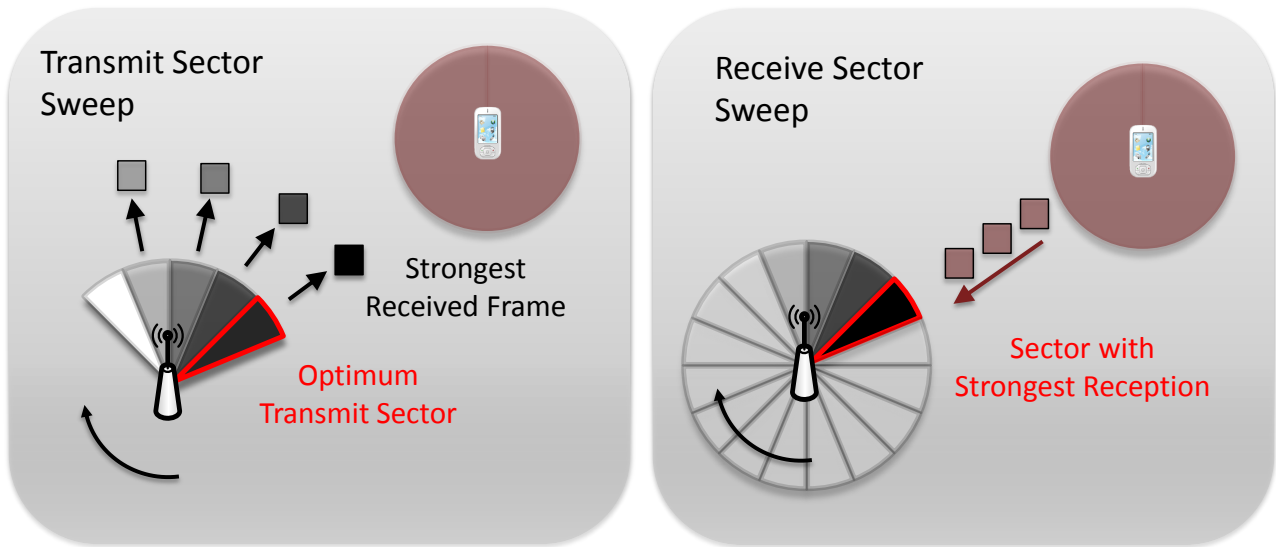 Transmit Sector
Sweep
Strongest
Received Frame
Optimum
Transmit Sector
Receive Sector
Sweep
Sector with
Strongest Reception